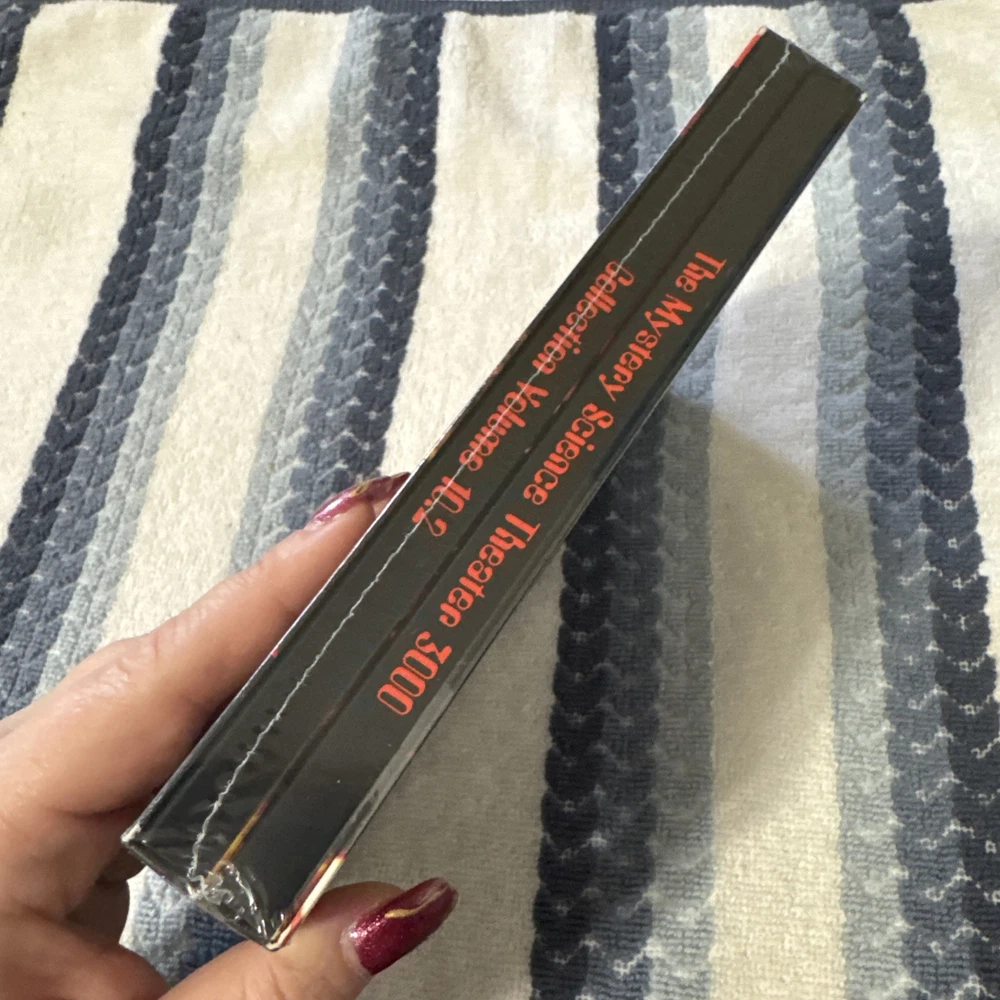 The Mystery Science Theater 3000
Collection Volume 10.2